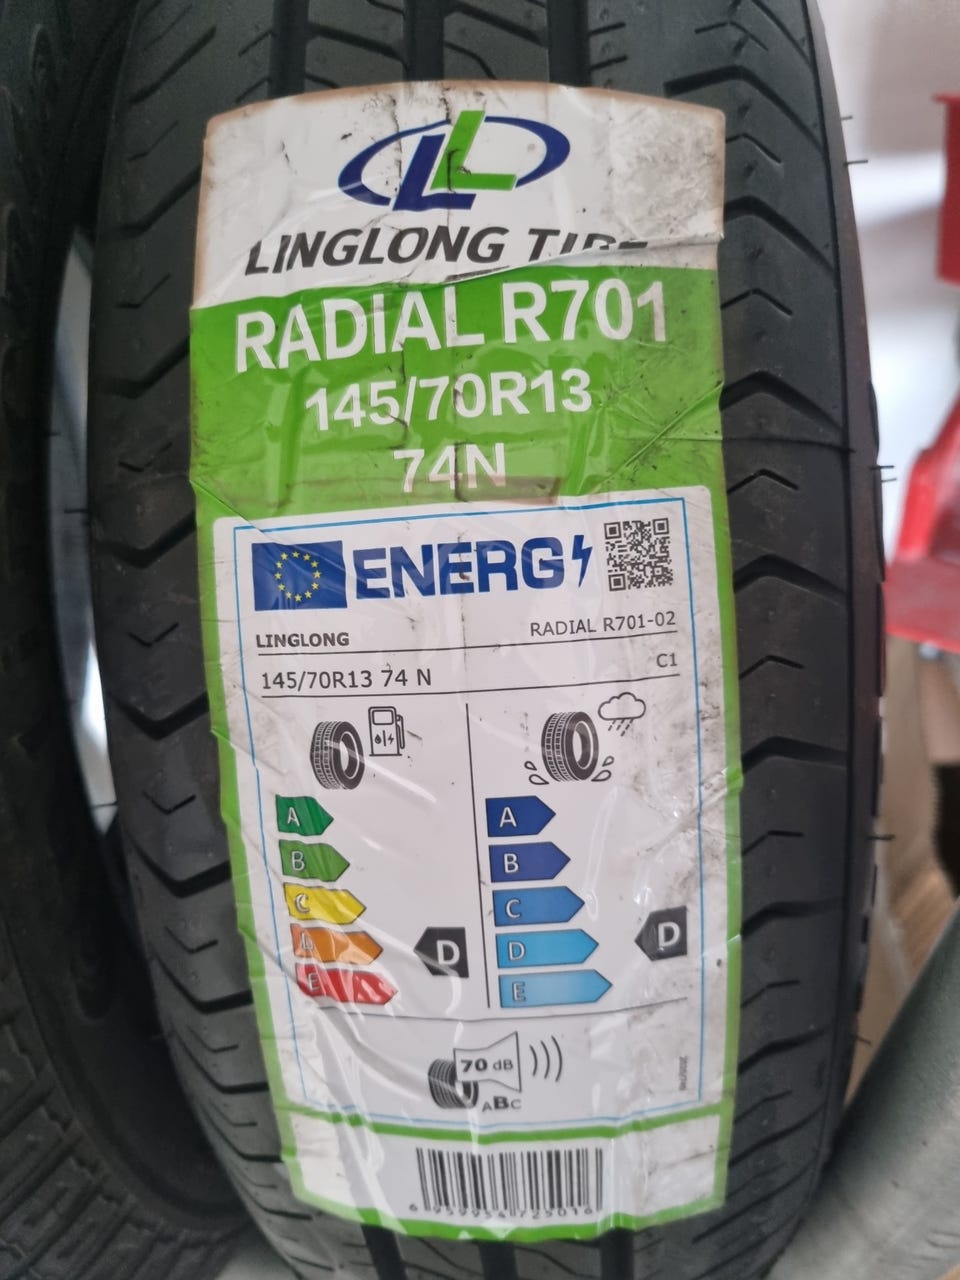 LL
LINGLONG TIRE
RADIAL R701
145/70R13
74N
ENERG
LINGLONG RADIAL R701-02
145/70R13 74 N C1
A A
B B
C C
D D D D
E E
70 dB
ABC